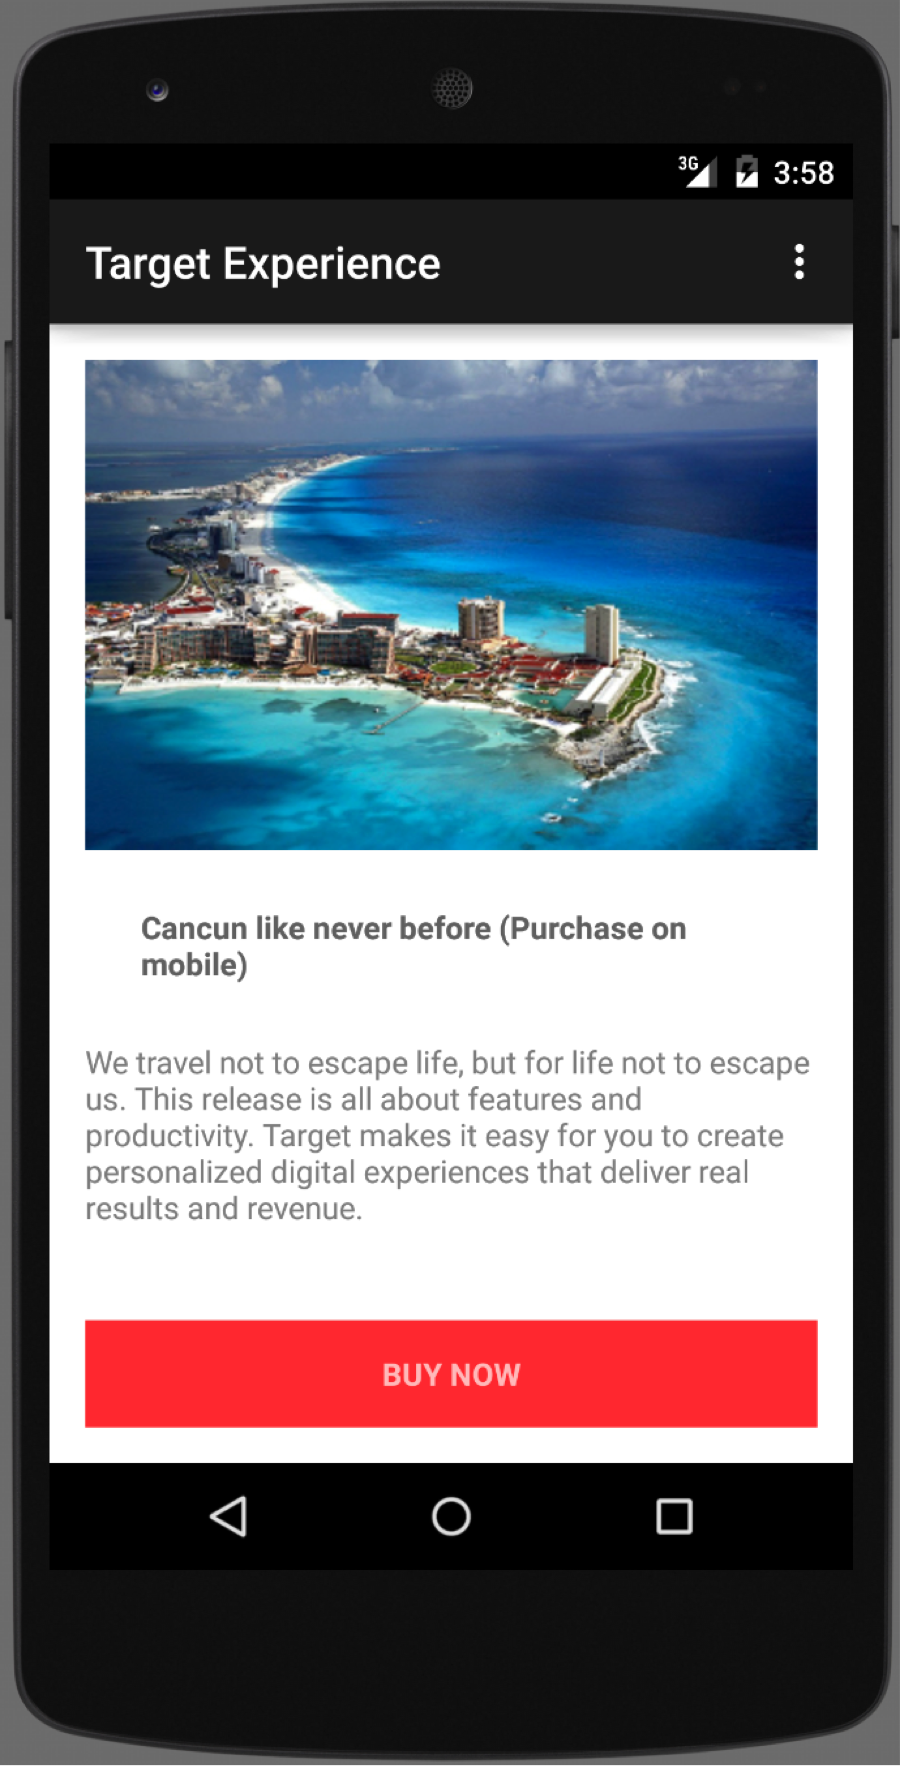 3G 3:58
Target Experience
Cancun like never before (Purchase on
mobile)
We travel not to escape life, but for life not to escape
us. This release is all about features and
productivity. Target makes it easy for you to create
personalized digital experiences that deliver real
results and revenue.
BUY NOW